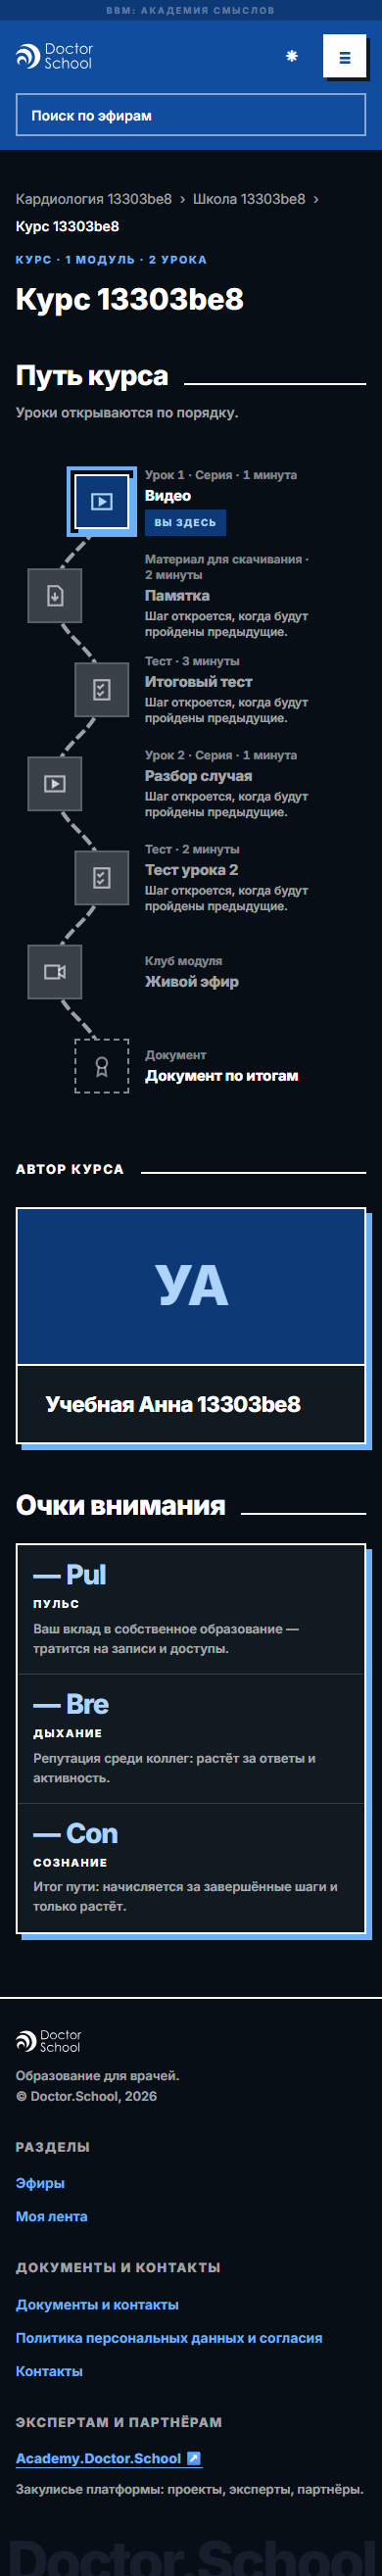 ВВМ: АКАДЕМИЯ СМЫСЛОВ
Doctor
School
Поиск по эфирам
Кардиология 13303be8 › Школа 13303be8 ›
Курс 13303be8
КУРС · 1 МОДУЛЬ · 2 УРОКА
Курс 13303be8
Путь курса
Уроки открываются по порядку.
Урок 1 · Серия · 1 минута
Видео
ВЫ ЗДЕСЬ
Материал для скачивания ·
2 минуты
Памятка
Шаг откроется, когда будут
пройдены предыдущие.
Тест · 3 минуты
Итоговый тест
Шаг откроется, когда будут
пройдены предыдущие.
Урок 2 · Серия · 1 минута
Разбор случая
Шаг откроется, когда будут
пройдены предыдущие.
Тест · 2 минуты
Тест урока 2
Шаг откроется, когда будут
пройдены предыдущие.
Клуб модуля
Живой эфир
Документ
Документ по итогам
АВТОР КУРСА
УА
Учебная Анна 13303be8
Очки внимания
— Pul
ПУЛЬС
Ваш вклад в собственное образование —
тратится на записи и доступы.
— Bre
ДЫХАНИЕ
Репутация среди коллег: растёт за ответы и
активность.
— Con
СОЗНАНИЕ
Итог пути: начисляется за завершённые шаги и
только растёт.
Doctor
School
Образование для врачей.
© Doctor.School, 2026
РАЗДЕЛЫ
Эфиры
Моя лента
ДОКУМЕНТЫ И КОНТАКТЫ
Документы и контакты
Политика персональных данных и согласия
Контакты
ЭКСПЕРТАМ И ПАРТНЁРАМ
Academy.Doctor.School
Закулисье платформы: проекты, эксперты, партнёры.
Doctor.School